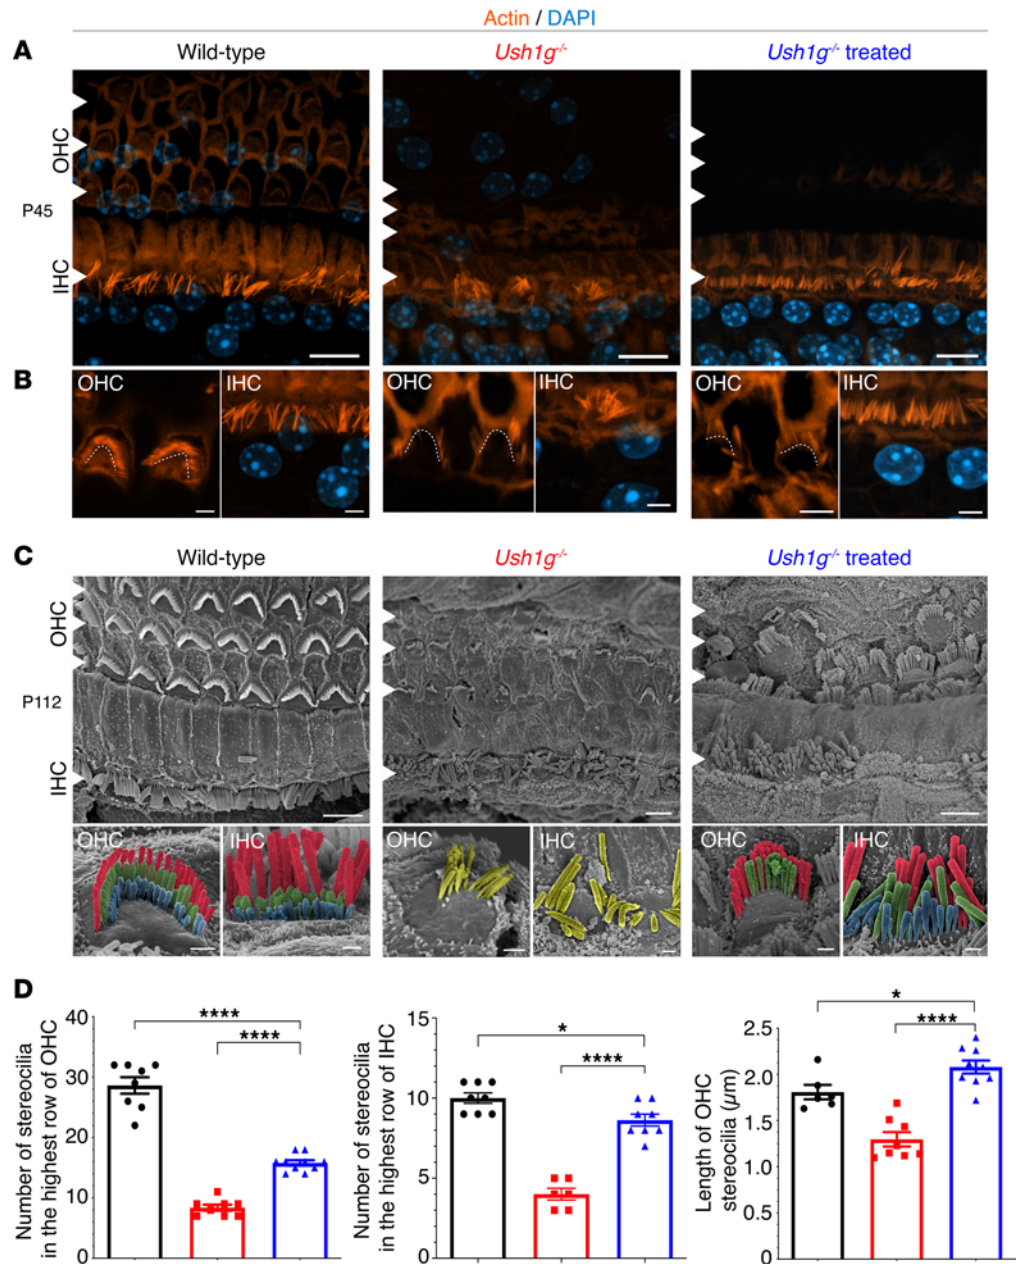 Actin / DAPI
A
Wild-type
Ush1g-/-
Ush1g-/- treated
OHC
P45
IHC
B
OHC
IHC
OHC
IHC
OHC
IHC
C
Wild-type
Ush1g-/-
Ush1g-/- treated
OHC
P112
IHC
OHC
IHC
OHC
IHC
OHC
IHC
D
Number of stereocilia
in the highest row of OHC
40
30
20
10
0
****
****
Number of stereocilia
in the highest row of IHC
15
10
5
0
*
****
Length of OHC
stereocilia (µm)
2.5
2.0
1.5
1.0
0.5
0
*
****